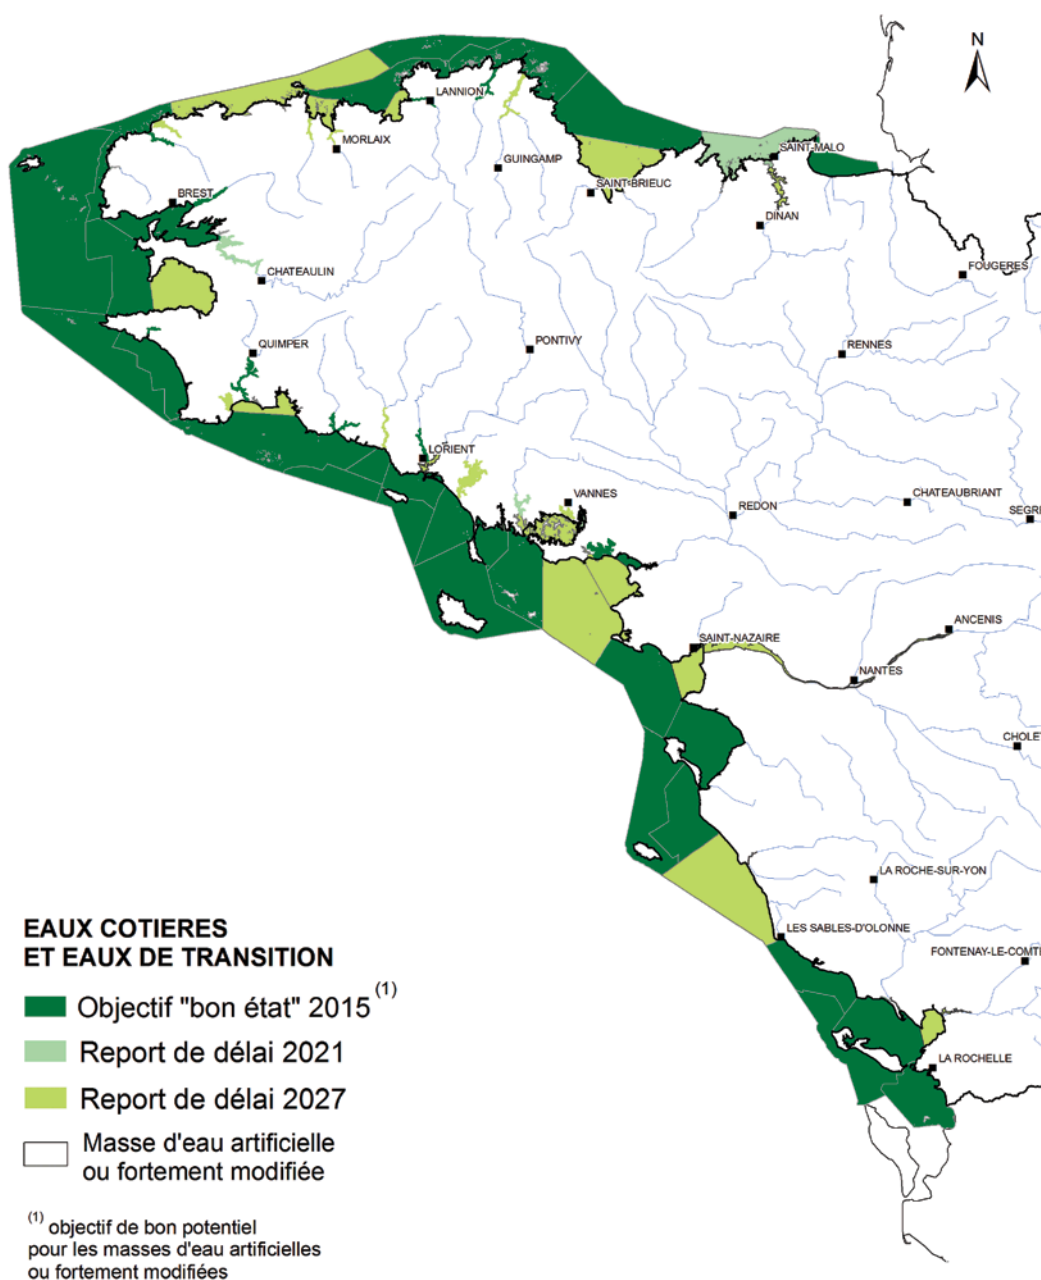 N
LANNION
MORLAIX
GUINGAMP
SAINT-MALO
SAINT-BRIEUC
BREST
DINAN
CHATEAULIN
FOUGERES
QUIMPER
PONTIVY
RENNES
LORIENT
VANNES
REDON
CHATEAUBRIANT
SEGRE
SAINT-NAZAIRE
ANCENIS
NANTES
CHOLET
LA ROCHE-SUR-YON
LES SABLES-D'OLONNE
FONTENAY-LE-COMTE
LA ROCHELLE
EAUX COTIERES
ET EAUX DE TRANSITION
Objectif "bon état" 2015 (1)
Report de délai 2021
Report de délai 2027
Masse d'eau artificielle
ou fortement modifiée
(1) objectif de bon potentiel
pour les masses d'eau artificielles
ou fortement modifiées